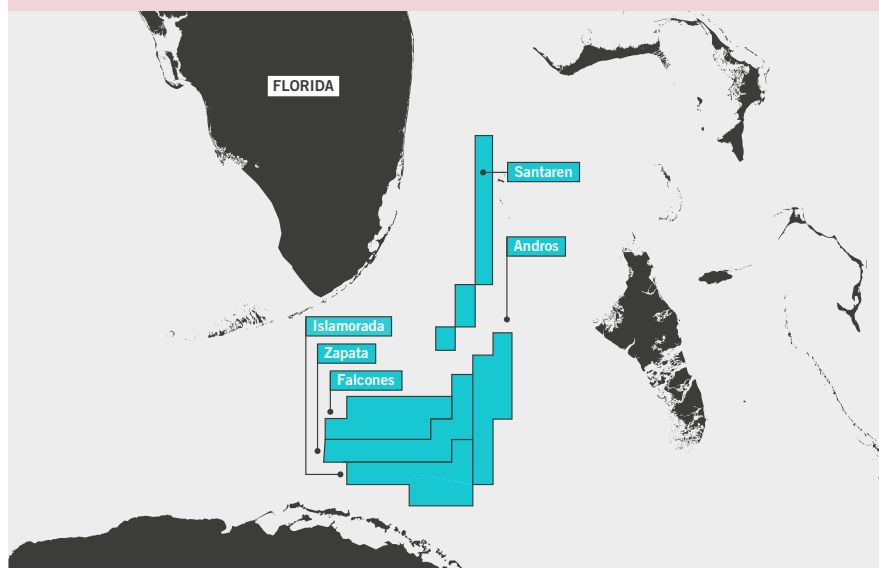 FLORIDA
Santaren
Andros
Islamorada
Zapata
Falcones